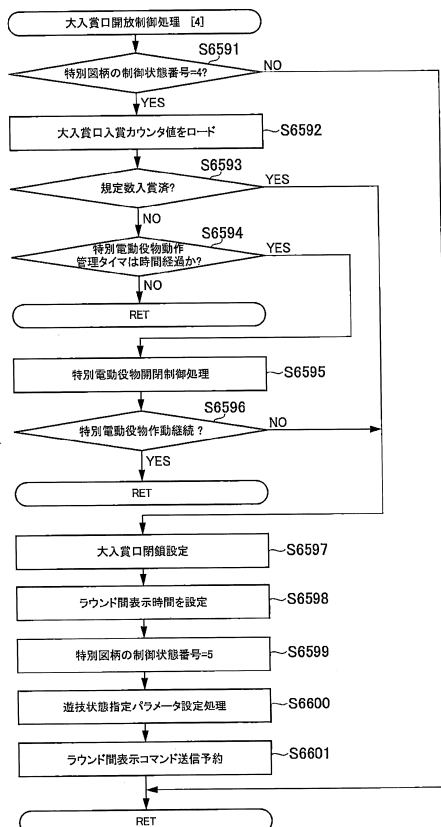 大入賞口開放制御処理 [4]
S6591
特別図柄の制御状態番号=4?
NO
YES
大入賞口入賞カウンタ値をロード
S6592
S6593
規定数入賞済?
YES
NO
S6594
特別電動役物動作
管理タイマは時間経過か?
YES
NO
RET
特別電動役物開閉制御処理
S6595
S6596
特別電動役物作動継続?
NO
YES
RET
大入賞口閉鎖設定
S6597
ラウンド間表示時間を設定
S6598
特別図柄の制御状態番号=5
S6599
遊技状態指定パラメータ設定処理
S6600
ラウンド間表示コマンド送信予約
S6601
RET